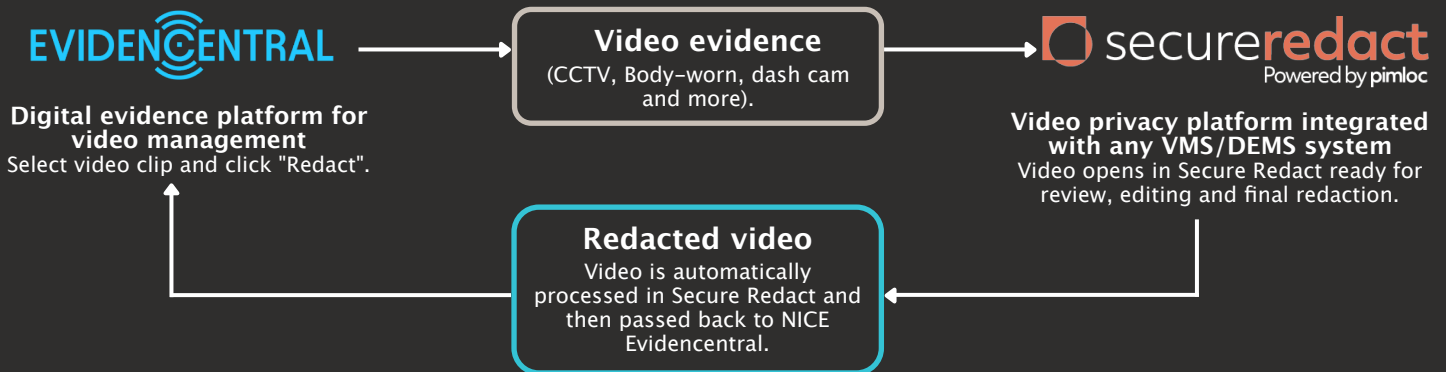 EVIDENCENTRAL
Digital evidence platform for
video management
Select video clip and click "Redact".
Video evidence
(CCTV, Body-worn, dash cam
and more).
secureredact
Powered by pimloc
Video privacy platform integrated
with any VMS/DEMS system
Video opens in Secure Redact ready for
review, editing and final redaction.
Redacted video
Video is automatically
processed in Secure Redact and
then passed back to NICE
Evidencentral.